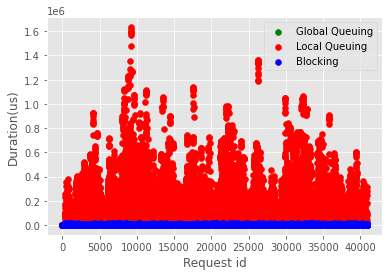 1e6
Global Queuing
Local Queuing
Blocking
1.6
1.4
1.2
1.0
0.8
0.6
0.4
0.2
0.0
Duration(us)
0 5000 10000 15000 20000 25000 30000 35000 40000
Request id